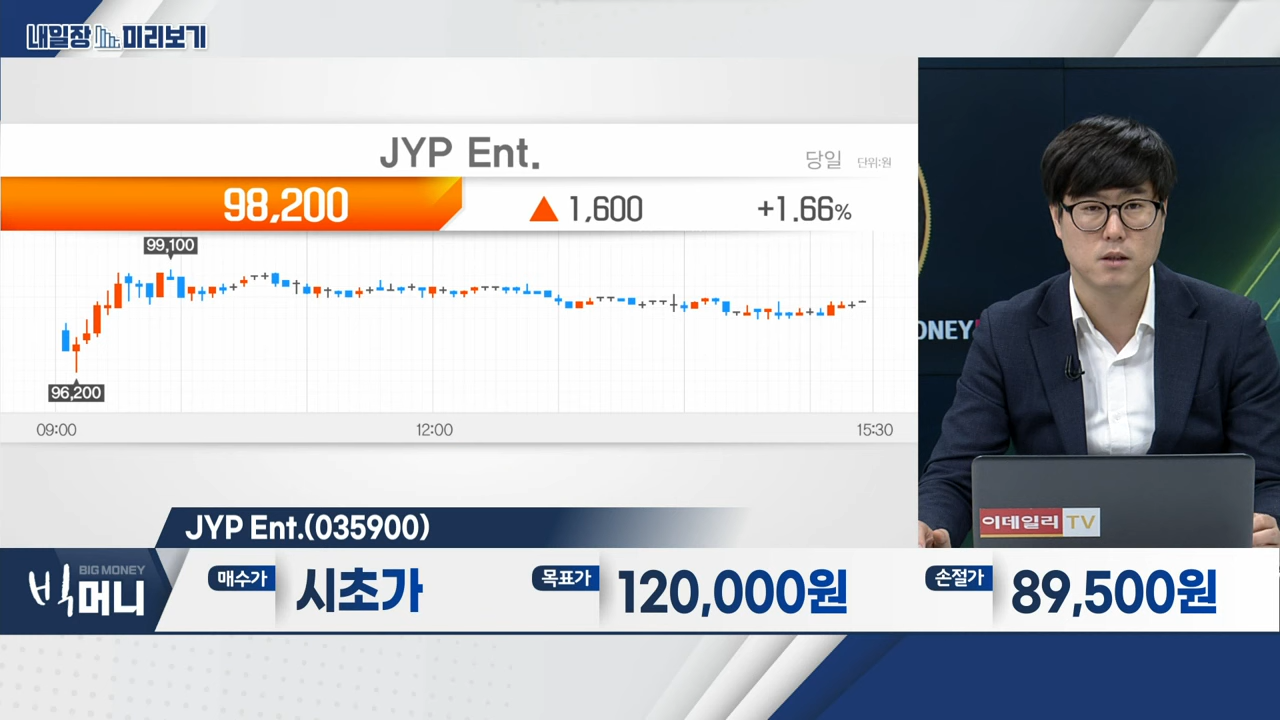 내일장 미리보기
JYP Ent.
당일 단위:원
98,200 ▲ 1,600 +1.66%
99,100
96,200
09:00 12:00 15:30
ONEY
이데일리 TV
JYP Ent.(035900)
BIG MONEY
빅머니
매수가 시초가 목표가 120,000원 손절가 89,500원